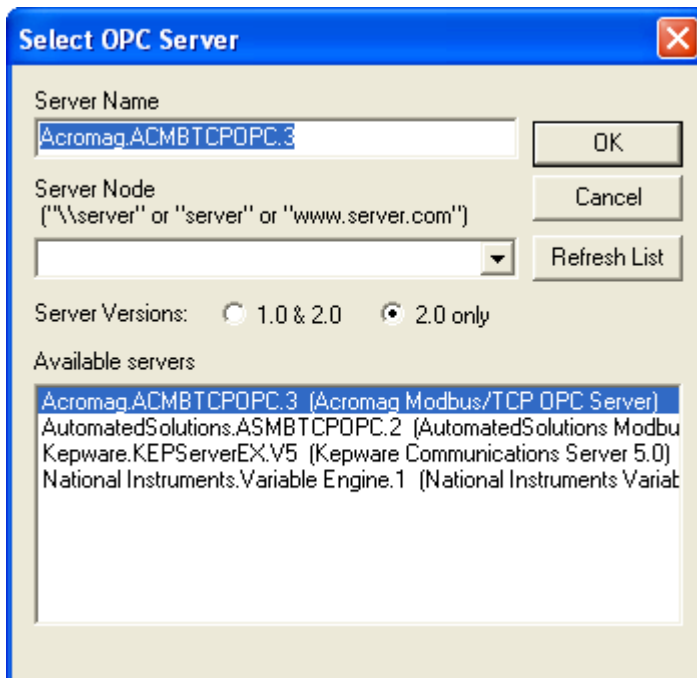 Select OPC Server
Server Name
Acromag.ACMBTCPOPC.3
OK
Server Node
("\\server" or "server" or "www.server.com")
Cancel
Refresh List
Server Versions: 1.0 & 2.0 2.0 only
Available servers
Acromag.ACMBTCPOPC.3 (Acromag Modbus/TCP OPC Server)
AutomatedSolutions.ASMBTCPOPC.2 (AutomatedSolutions Modbu
Kepware.KEPServerEX.V5 (Kepware Communications Server 5.0)
National Instruments.Variable Engine.1 (National Instruments Variab